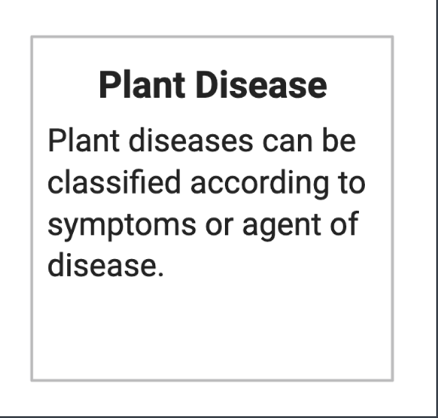 Plant Disease
Plant diseases can be
classified according to
symptoms or agent of
disease.